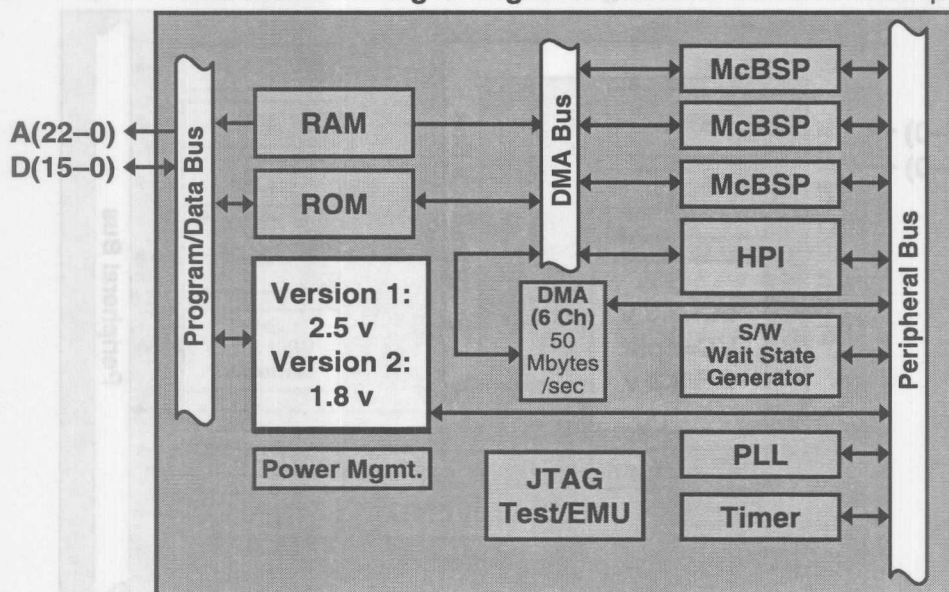 A(22–0)
D(15–0)
Program/Data Bus
RAM
ROM
Version 1:
2.5 v
Version 2:
1.8 v
Power Mgmt.
DMA Bus
DMA
(6 Ch)
50
Mbytes
/sec
JTAG
Test/EMU
McBSP
McBSP
McBSP
HPI
S/W
Wait State
Generator
PLL
Timer
Peripheral Bus